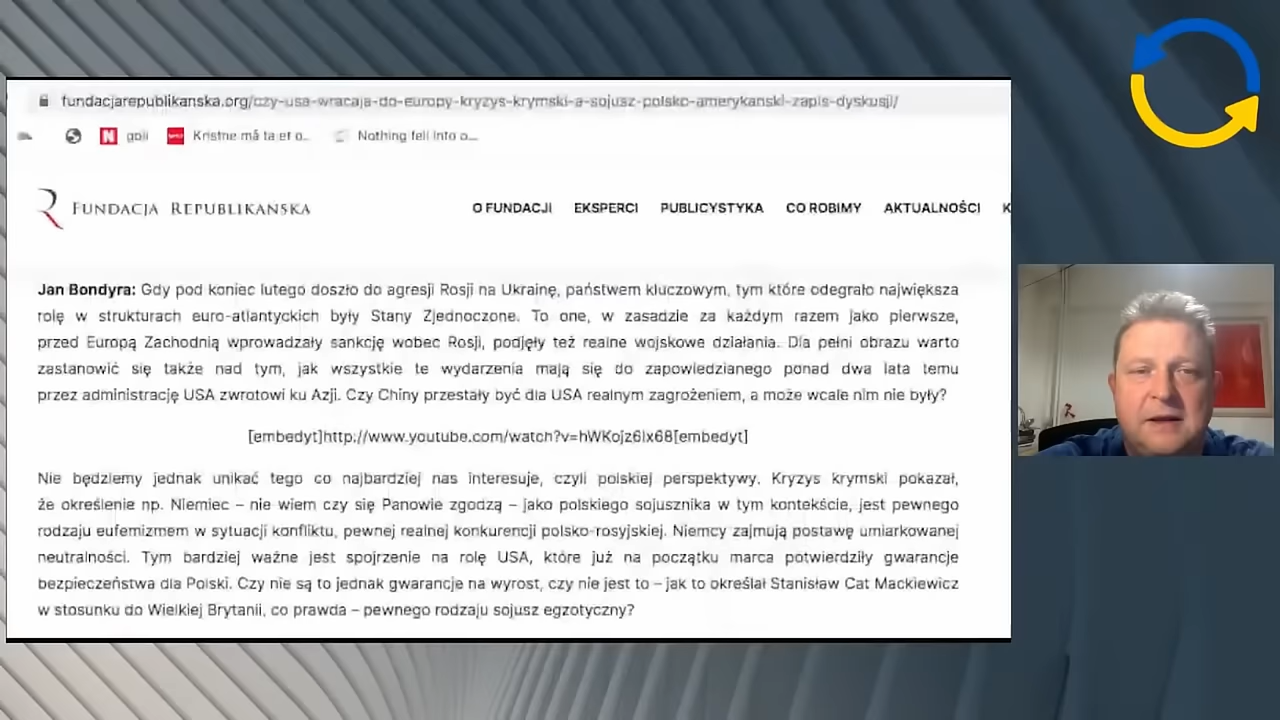 fundacjarepublikanska.org/czy-usa-wracaja-do-europy-kryzys-krymski-a-sojusz-polsko-amerykanski-zapis-dyskusji/
N goli Kristne må ta et o... Nothing fell into a...
FUNDACJA REPUBLIKAŃSKA O FUNDACJI EKSPERCI PUBLICYSTYKA CO ROBIMY AKTUALNOŚCI K
Jan Bondyra: Gdy pod koniec lutego doszło do agresji Rosji na Ukrainę, państwem kluczowym, tym które odegrało największa
rolę w strukturach euro-atlantyckich były Stany Zjednoczone. To one, w zasadzie za każdym razem jako pierwsze,
przed Europą Zachodnią wprowadzały sankcję wobec Rosji, podjęły też realne wojskowe działania. Dla pełni obrazu warto
zastanowić się także nad tym, jak wszystkie te wydarzenia mają się do zapowiedzianego ponad dwa lata temu
przez administrację USA zwrotowi ku Azji. Czy Chiny przestały być dla USA realnym zagrożeniem, a może wcale nim nie były?
[embedyt]http://www.youtube.com/watch?v=hWKojz6Ix68[embedyt]
Nie będziemy jednak unikać tego co najbardziej nas interesuje, czyli polskiej perspektywy. Kryzys krymski pokazał,
że określenie np. Niemiec – nie wiem czy się Panowie zgodzą – jako polskiego sojusznika w tym kontekście, jest pewnego
rodzaju eufemizmem w sytuacji konfliktu, pewnej realnej konkurencji polsko-rosyjskiej. Niemcy zajmują postawę umiarkowanej
neutralności. Tym bardziej ważne jest spojrzenie na rolę USA, które już na początku marca potwierdziły gwarancje
bezpieczeństwa dla Polski. Czy nie są to jednak gwarancje na wyrost, czy nie jest to – jak to określał Stanisław Cat Mackiewicz
w stosunku do Wielkiej Brytanii, co prawda – pewnego rodzaju sojusz egzotyczny?